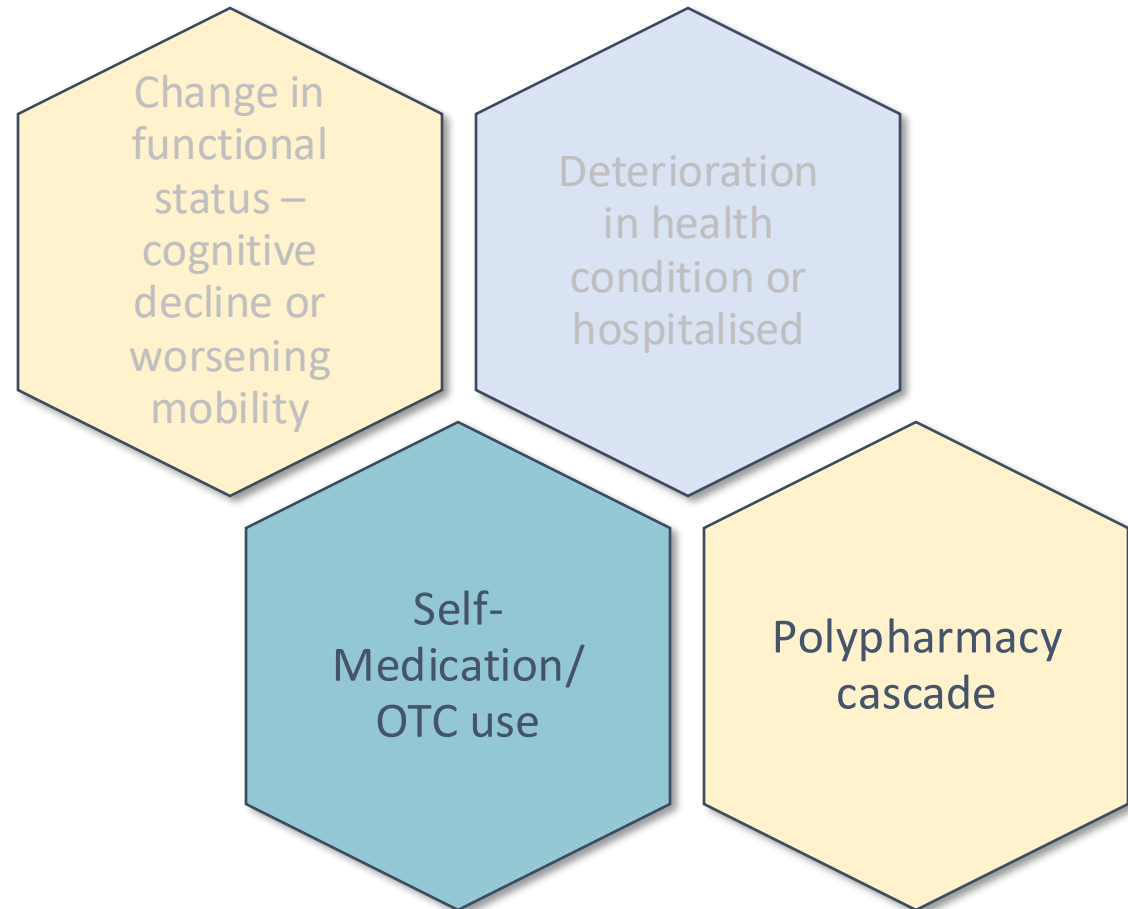 Change in
functional
status –
cognitive
decline or
worsening
mobility
Deterioration
in health
condition or
hospitalised
Self-
Medication/
OTC use
Polypharmacy
cascade